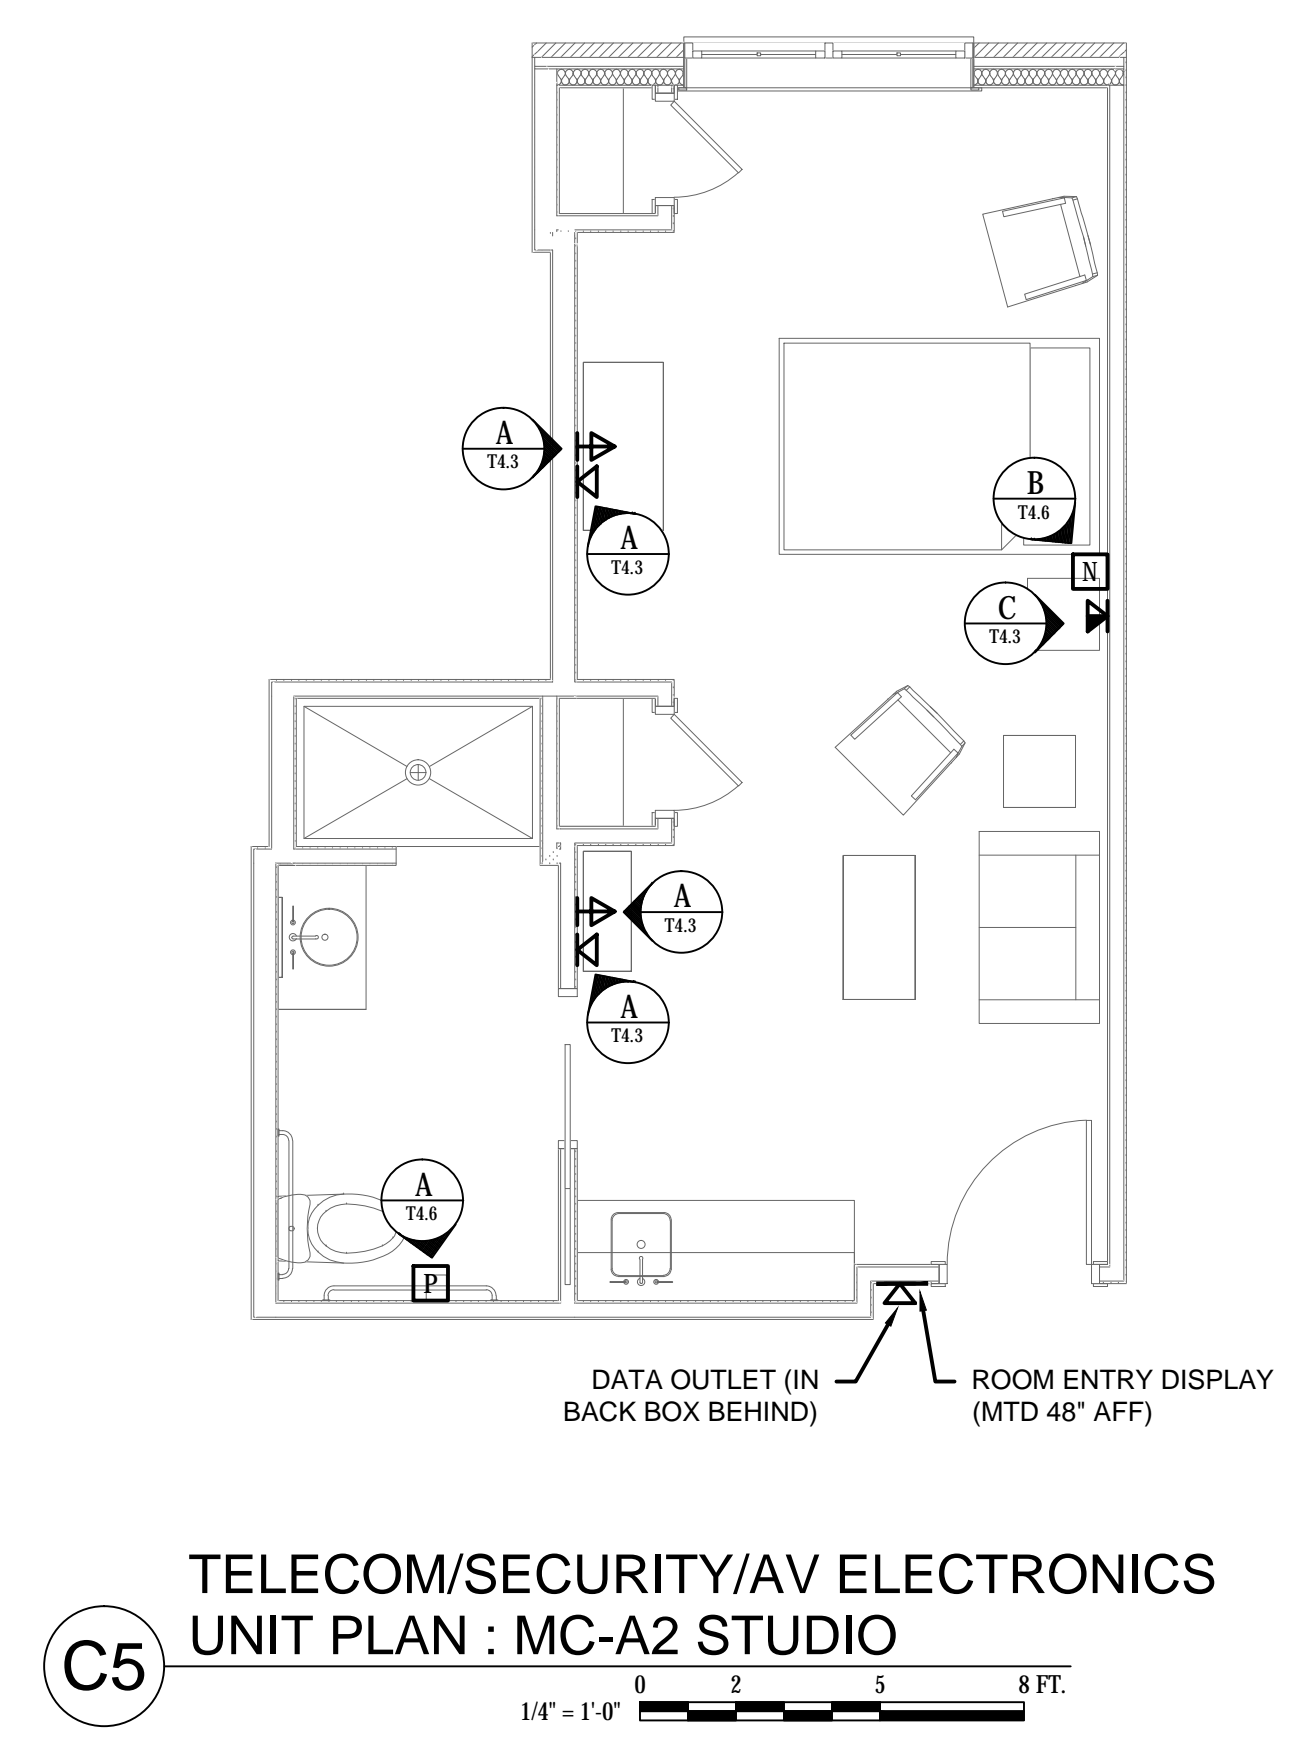 A
T4.3
A
T4.3
B
T4.6
N
C
T4.3
A
T4.3
A
T4.3
A
T4.6
P
DATA OUTLET (IN
BACK BOX BEHIND)
ROOM ENTRY DISPLAY
(MTD 48" AFF)
TELECOM/SECURITY/AV ELECTRONICS
UNIT PLAN : MC-A2 STUDIO
C5
0 2 5 8 FT.
1/4" = 1'-0"